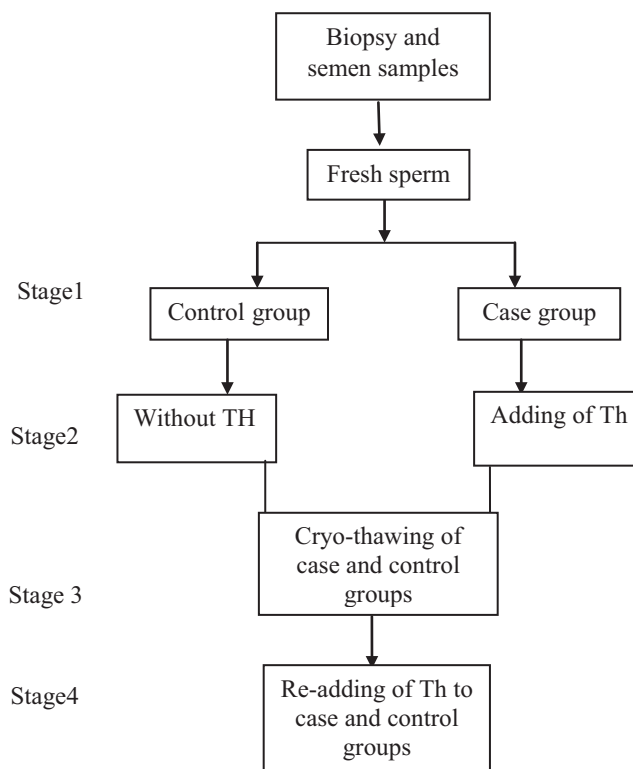 Biopsy and
semen samples
Fresh sperm
Stage1
Control group
Case group
Stage2
Without TH
Adding of Th
Stage 3
Cryo-thawing of
case and control
groups
Stage4
Re-adding of Th to
case and control
groups